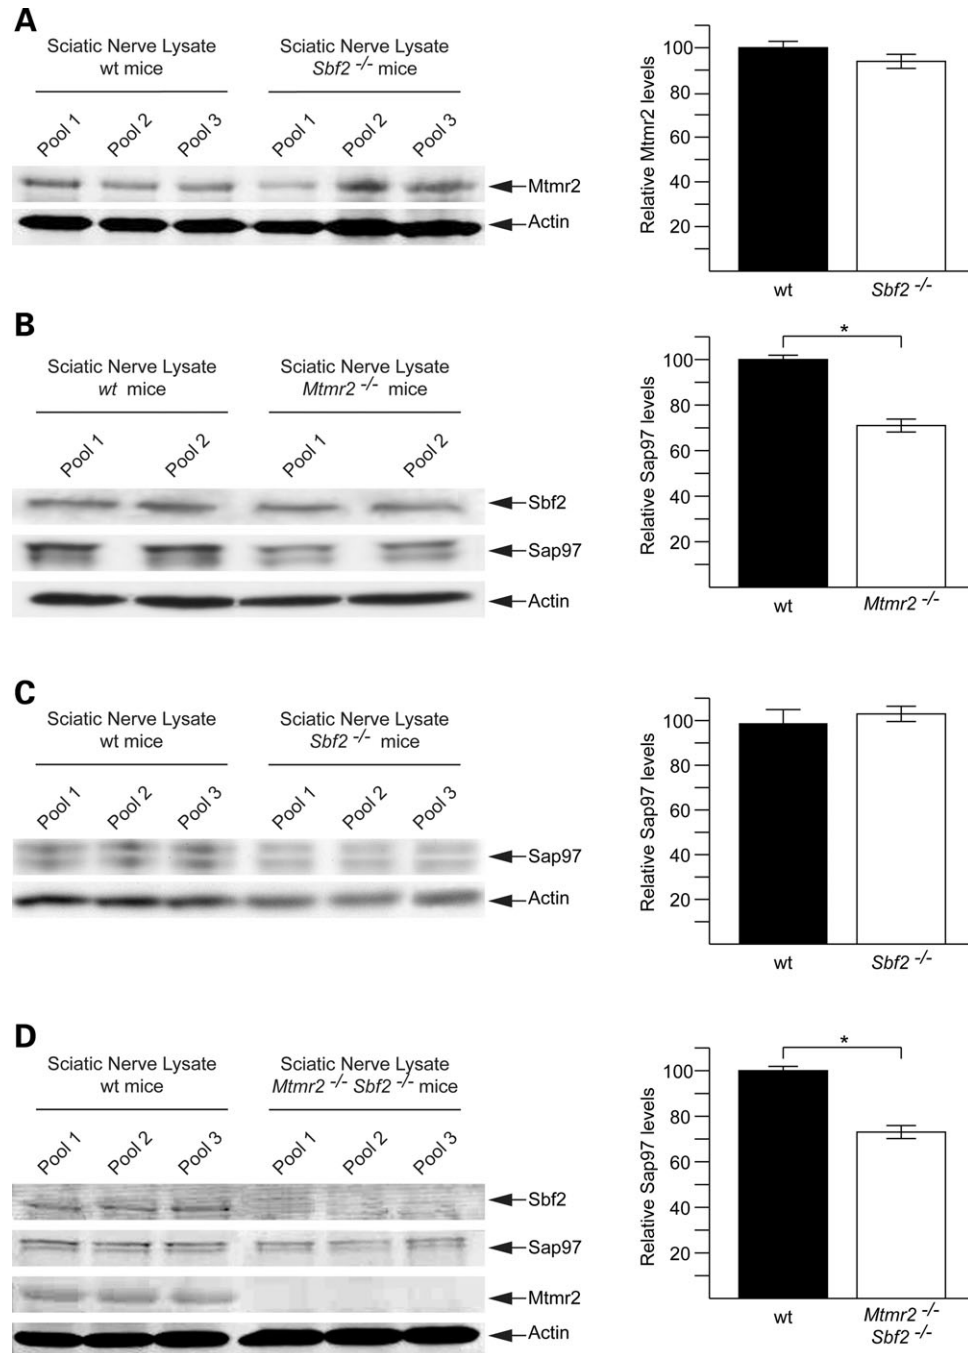 A
Sciatic Nerve Lysate
wt mice
Sciatic Nerve Lysate
Sbf2 -/- mice
Pool 1
Pool 2
Pool 3
Pool 1
Pool 2
Pool 3
Mtmr2
Actin
Relative Mtmr2 levels
100
80
60
40
20
wt
Sbf2 -/-
B
Sciatic Nerve Lysate
wt mice
Sciatic Nerve Lysate
Mtmr2 -/- mice
Pool 1
Pool 2
Pool 1
Pool 2
Sbf2
Sap97
Actin
*
Relative Sap97 levels
100
80
60
40
20
wt
Mtmr2 -/-
C
Sciatic Nerve Lysate
wt mice
Sciatic Nerve Lysate
Sbf2 -/- mice
Pool 1
Pool 2
Pool 3
Pool 1
Pool 2
Pool 3
Sap97
Actin
Relative Sap97 levels
100
80
60
40
20
wt
Sbf2 -/-
D
Sciatic Nerve Lysate
wt mice
Sciatic Nerve Lysate
Mtmr2 -/- Sbf2 -/- mice
Pool 1
Pool 2
Pool 3
Pool 1
Pool 2
Pool 3
Sbf2
Sap97
Mtmr2
Actin
*
Relative Sap97 levels
100
80
60
40
20
wt
Mtmr2 -/-
Sbf2 -/-